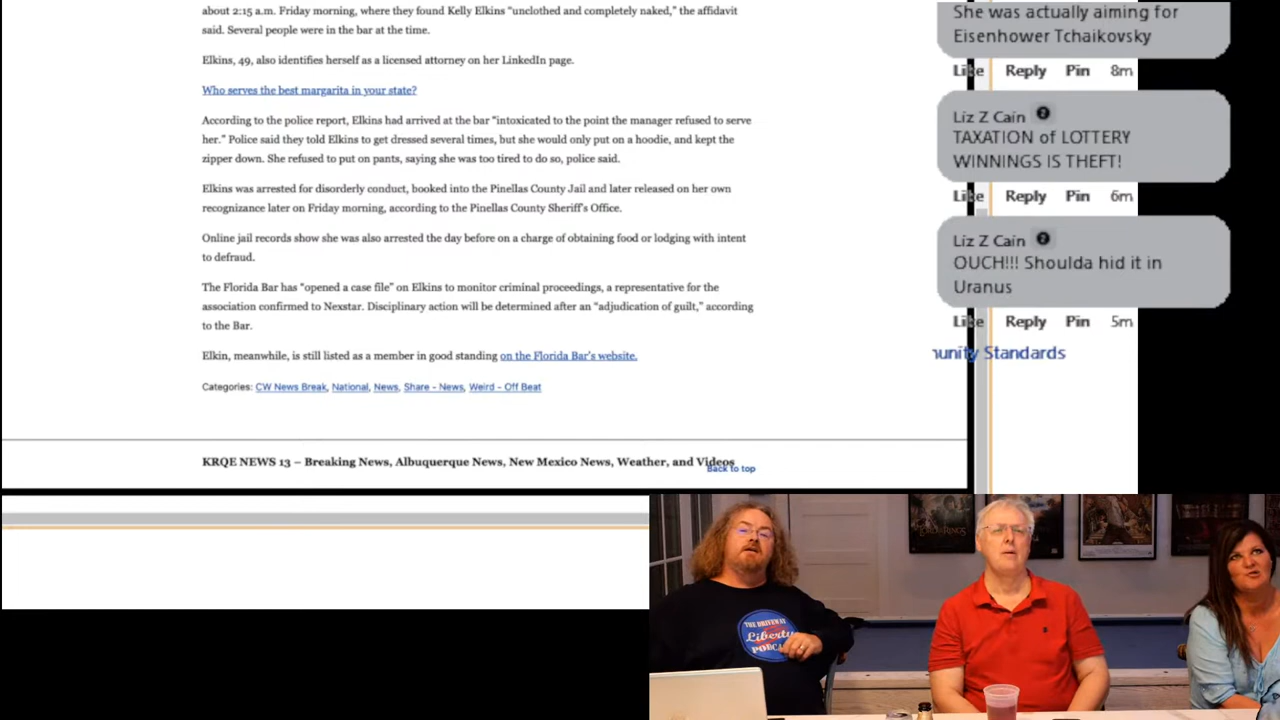 about 2:15 a.m. Friday morning, where they found Kelly Elkins “unclothed and completely naked,” the affidavit
said. Several people were in the bar at the time.
Elkins, 49, also identifies herself as a licensed attorney on her LinkedIn page.
Who serves the best margarita in your state?
According to the police report, Elkins had arrived at the bar “intoxicated to the point the manager refused to serve
her.” Police said they told Elkins to get dressed several times, but she would only put on a hoodie, and kept the
zipper down. She refused to put on pants, saying she was too tired to do so, police said.
Elkins was arrested for disorderly conduct, booked into the Pinellas County Jail and later released on her own
recognizance later on Friday morning, according to the Pinellas County Sheriff’s Office.
Online jail records show she was also arrested the day before on a charge of obtaining food or lodging with intent
to defraud.
The Florida Bar has “opened a case file” on Elkins to monitor criminal proceedings, a representative for the
association confirmed to Nexstar. Disciplinary action will be determined after an “adjudication of guilt,” according
to the Bar.
Elkin, meanwhile, is still listed as a member in good standing on the Florida Bar’s website.
Categories: CW News Break, National, News, Share - News, Weird - Off Beat
KRQE NEWS 13 – Breaking News, Albuquerque News, New Mexico News, Weather, and Videos
Back to top
She was actually aiming for
Eisenhower Tchaikovsky
Like Reply Pin 8m
Liz Z Cain
TAXATION of LOTTERY
WINNINGS IS THEFT!
Like Reply Pin 6m
Liz Z Cain
OUCH!!! Shoulda hid it in
Uranus
Like Reply Pin 5m
unity Standards
THE DRIVEWAY
Liberty
PODCA
RINGS